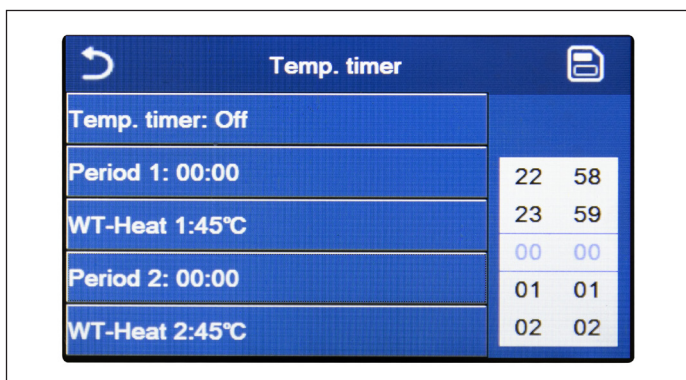 Temp. timer
Temp. timer: Off
Period 1: 00:00
WT-Heat 1:45℃
Period 2: 00:00
WT-Heat 2:45℃
22 58
23 59
00 00
01 01
02 02